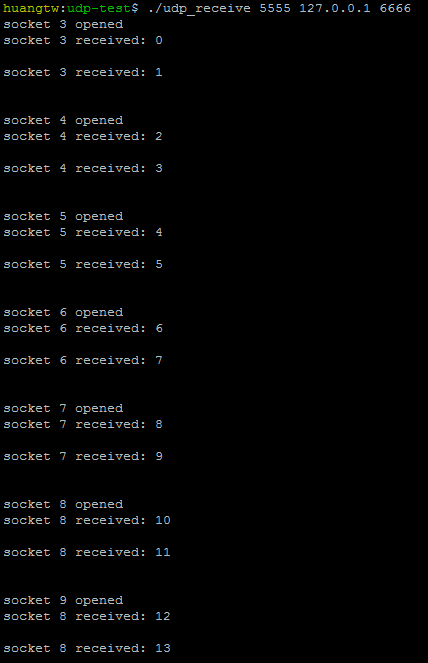 huangtw:udp-test$ ./udp_receive 5555 127.0.0.1 6666
socket 3 opened
socket 3 received: 0
socket 3 received: 1
socket 4 opened
socket 4 received: 2
socket 4 received: 3
socket 5 opened
socket 5 received: 4
socket 5 received: 5
socket 6 opened
socket 6 received: 6
socket 6 received: 7
socket 7 opened
socket 7 received: 8
socket 7 received: 9
socket 8 opened
socket 8 received: 10
socket 8 received: 11
socket 9 opened
socket 8 received: 12
socket 8 received: 13